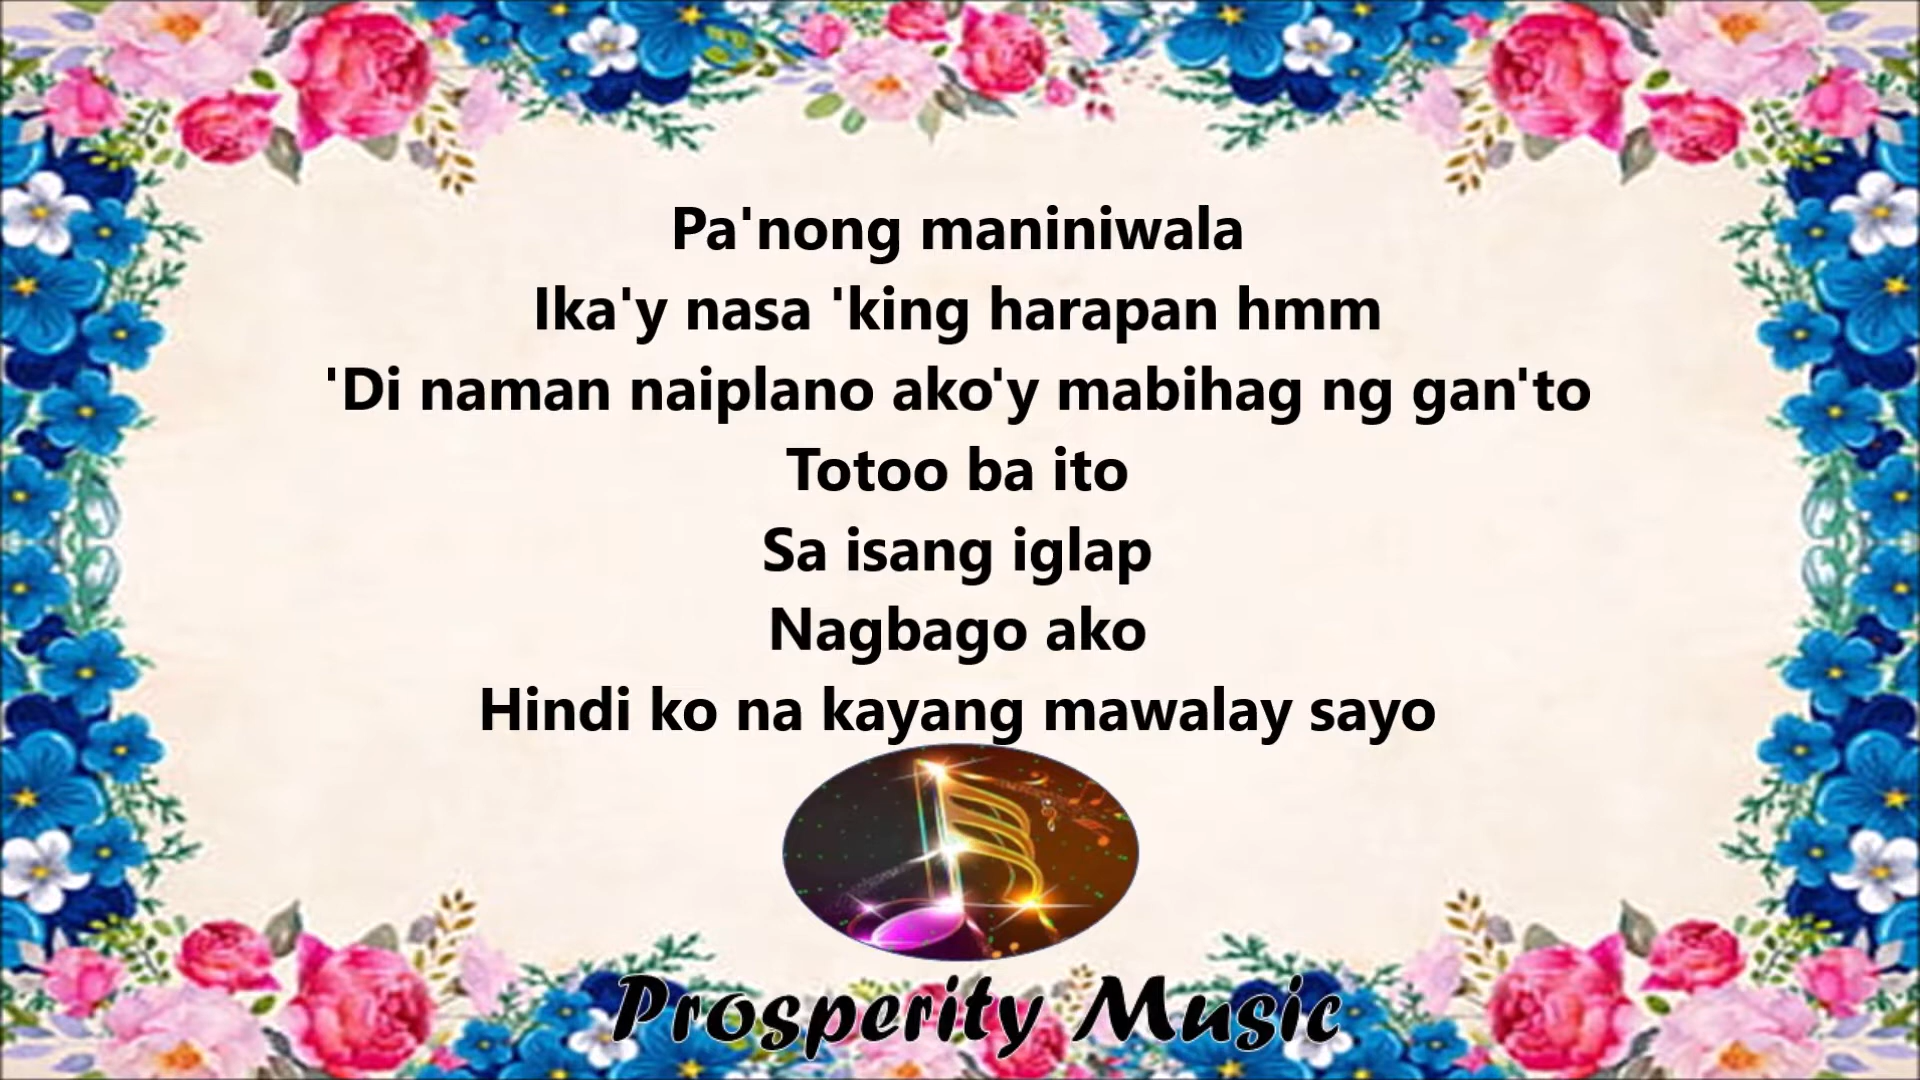 Pa'nong maniniwala
Ika'y nasa 'king harapan hmm
'Di naman naiplano ako'y mabihag ng gan'to
Totoo ba ito
Sa isang iglap
Nagbago ako
Hindi ko na kayang mawalay sayo
Prosperity Music